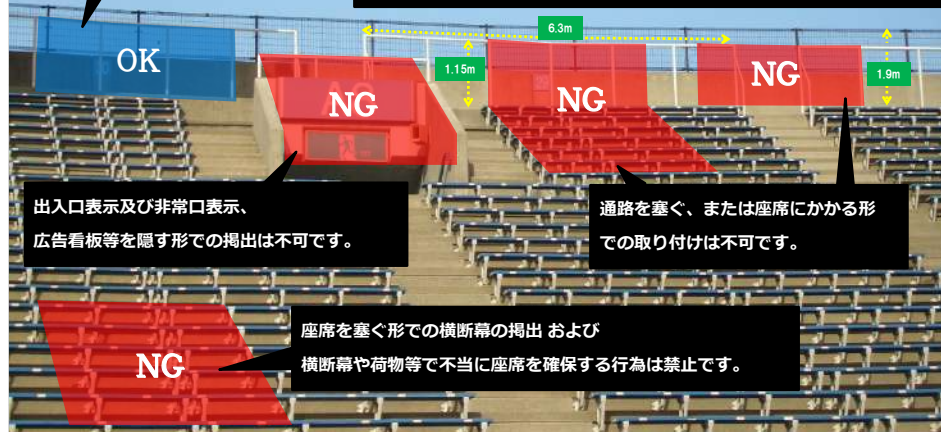 OK
6.3m
1.15m
NG
NG
NG
1.9m
出入口表示及び非常口表示、
広告看板等を隠す形での掲出は不可です。
通路を塞ぐ、または座席にかかる形
での取り付けは不可です。
座席を塞ぐ形での横断幕の掲出 および
横断幕や荷物等で不当に座席を確保する行為は禁止です。
NG